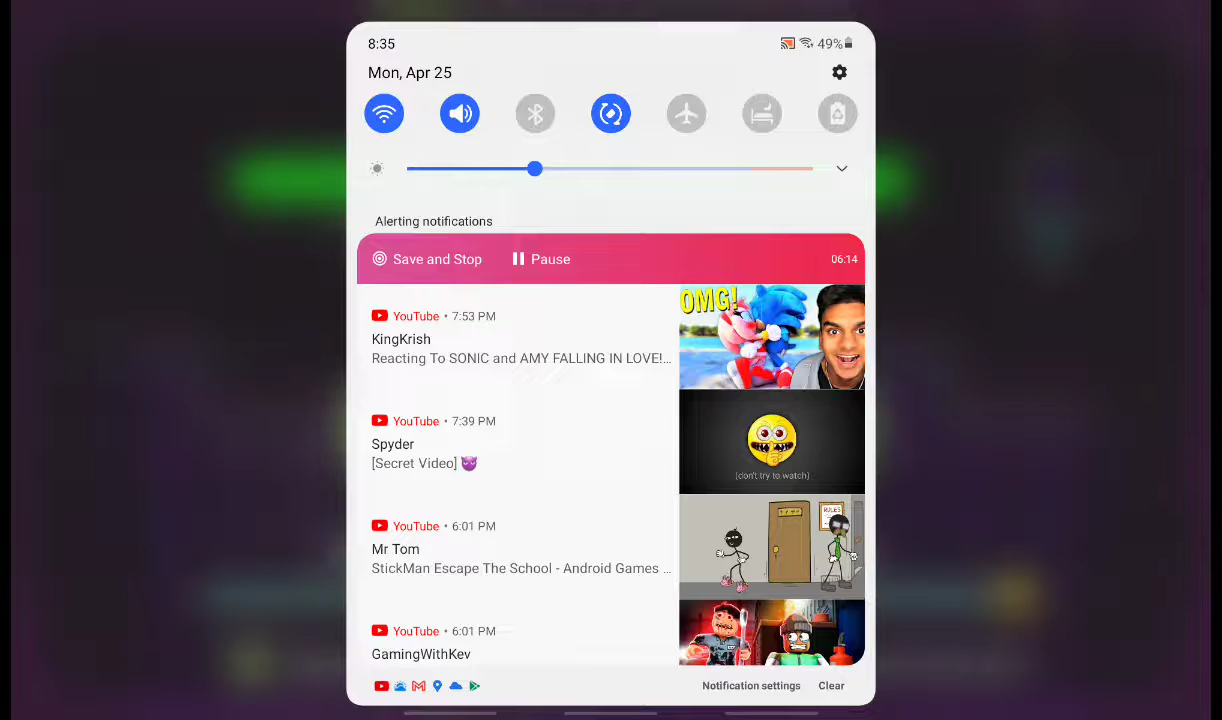 8:35
49%
Mon, Apr 25
Alerting notifications
Save and Stop
Pause
06:14
YouTube • 7:53 PM
KingKrish
Reacting To SONIC and AMY FALLING IN LOVE!...
OMG!
YouTube • 7:39 PM
Spyder
[Secret Video] 😈
[don't try to watch]
YouTube • 6:01 PM
Mr Tom
StickMan Escape The School - Android Games ...
RULES
YouTube • 6:01 PM
GamingWithKev
Notification settings
Clear